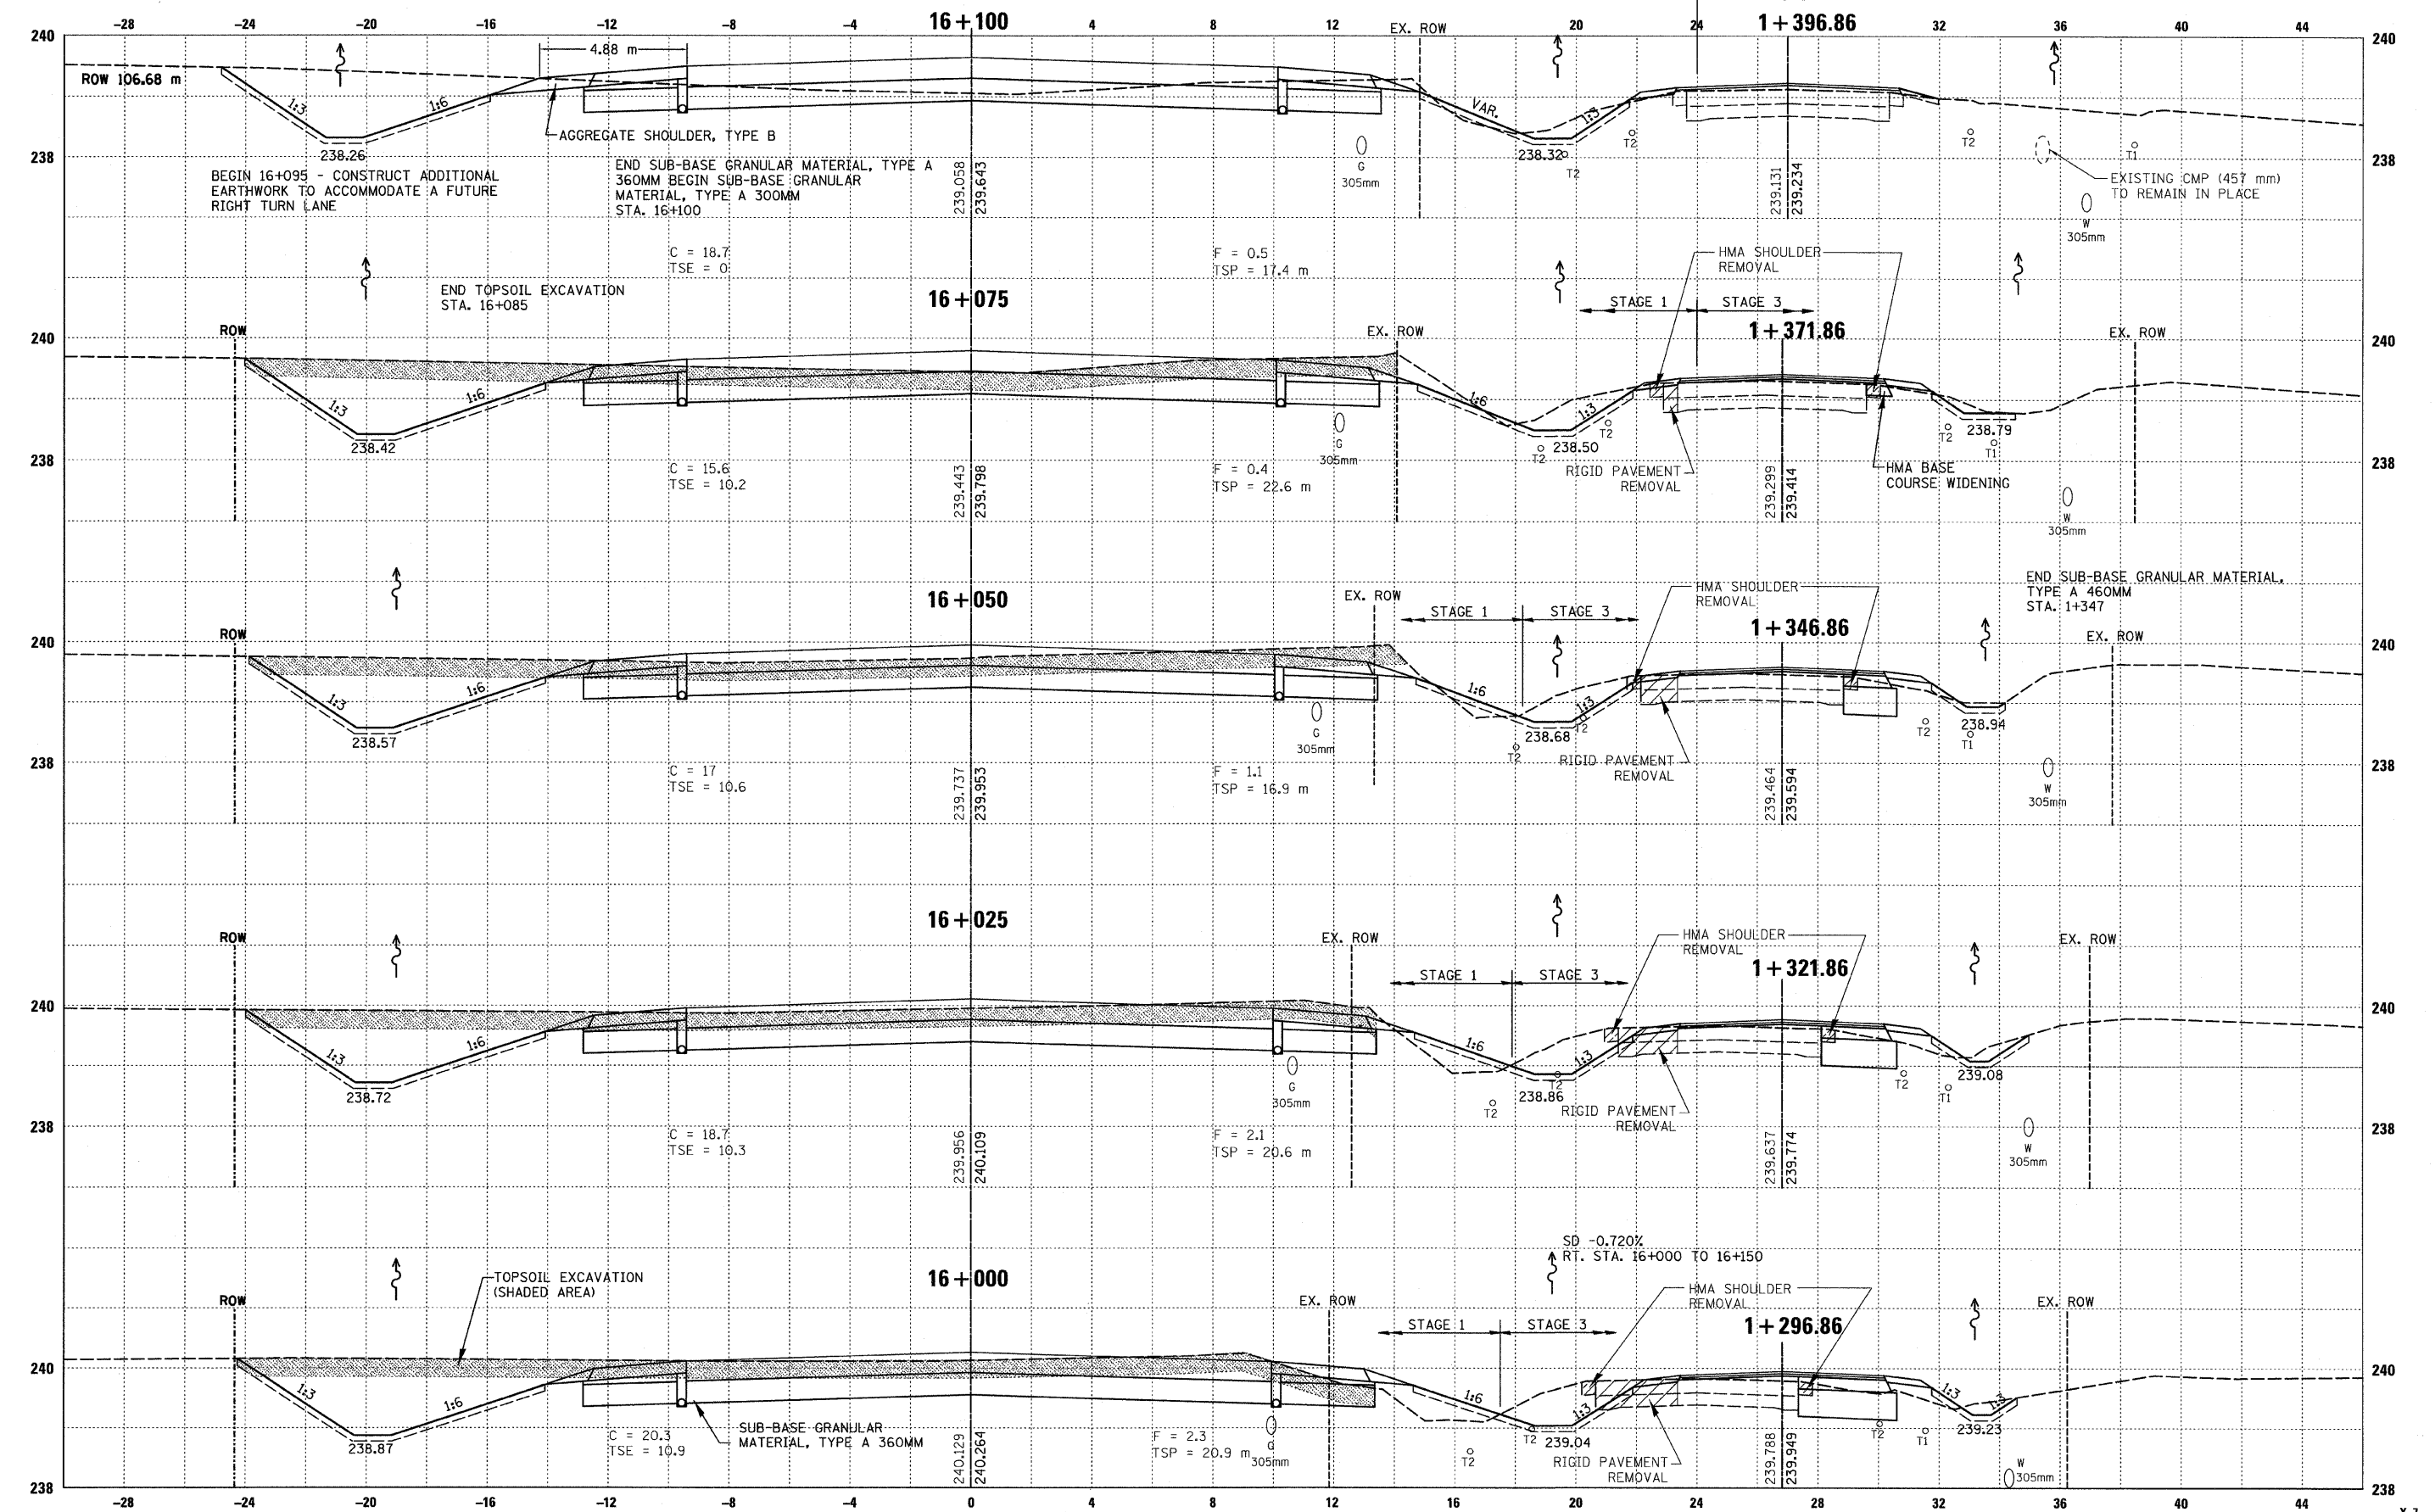 -28 -24 -20 -16 -12 -8 -4 16+100 4 8 12 20 24 1+396.86 32 36 40 44
EX. ROW
240 240
4.88 m
ROW 106.68 m
1:3 1:6 VAR. 1:3
AGGREGATE SHOULDER, TYPE B
238.26 238.32
T2 T2 T2 T1
G
305mm
238 238
BEGIN 16+095 - CONSTRUCT ADDITIONAL
EARTHWORK TO ACCOMMODATE A FUTURE
RIGHT TURN LANE
END SUB-BASE GRANULAR MATERIAL, TYPE A
360MM BEGIN SUB-BASE GRANULAR
MATERIAL, TYPE A 300MM
STA. 16+100
239.058 239.643
239.131 239.234
EXISTING CMP (457 mm)
TO REMAIN IN PLACE
W
305mm
C = 18.7
TSE = 0
F = 0.5
TSP = 17.4 m
HMA SHOULDER
REMOVAL
END TOPSOIL EXCAVATION
STA. 16+085
16+075
STAGE 1 STAGE 3
1+371.86
ROW EX. ROW EX. ROW
240 240
1:3 1:6 1:6 1:3
238.42 238.50 238.79
G
305mm
T2 T2 T2 T1
238 238
C = 15.6
TSE = 10.2
239.443 239.798
F = 0.4
TSP = 22.6 m
RIGID PAVEMENT
REMOVAL
239.299 239.414
HMA BASE
COURSE WIDENING
W
305mm
16+050
EX. ROW
STAGE 1 STAGE 3
HMA SHOULDER
REMOVAL
1+346.86
END SUB-BASE GRANULAR MATERIAL,
TYPE A 460MM
STA. 1+347
ROW EX. ROW
240 240
1:3 1:6 1:6 1:3
238.57 238.68 238.94
G
305mm
T2 T2 T2 T1
238 238
C = 17
TSE = 10.6
239.737 239.953
F = 1.1
TSP = 16.9 m
RIGID PAVEMENT
REMOVAL
239.464 239.594
W
305mm
16+025
ROW EX. ROW EX. ROW
STAGE 1 STAGE 3
HMA SHOULDER
REMOVAL
1+321.86
240 240
1:3 1:6 1:6 1:3
238.72 238.86 239.08
G
305mm
T2 T2 T2 T1
238 238
C = 18.7
TSE = 10.3
239.956 240.109
F = 2.1
TSP = 20.6 m
RIGID PAVEMENT
REMOVAL
239.637 239.774
W
305mm
SD -0.720%
RT. STA. 16+000 TO 16+150
TOPSOIL EXCAVATION
(SHADED AREA)
16+000
ROW EX. ROW EX. ROW
STAGE 1 STAGE 3
HMA SHOULDER
REMOVAL
1+296.86
240 240
1:3 1:6 1:6 1:3 1:3 1:3
238.87 239.04 239.23
SUB-BASE GRANULAR
MATERIAL, TYPE A 360MM
C = 20.3
TSE = 10.9
240.129 240.264
F = 2.3
TSP = 20.9 m
305mm
T2 T2 T2 T1
RIGID PAVEMENT
REMOVAL
239.788 239.949
W
305mm
238 238
-28 -24 -20 -16 -12 -8 -4 0 4 8 12 16 20 24 28 32 36 40 44